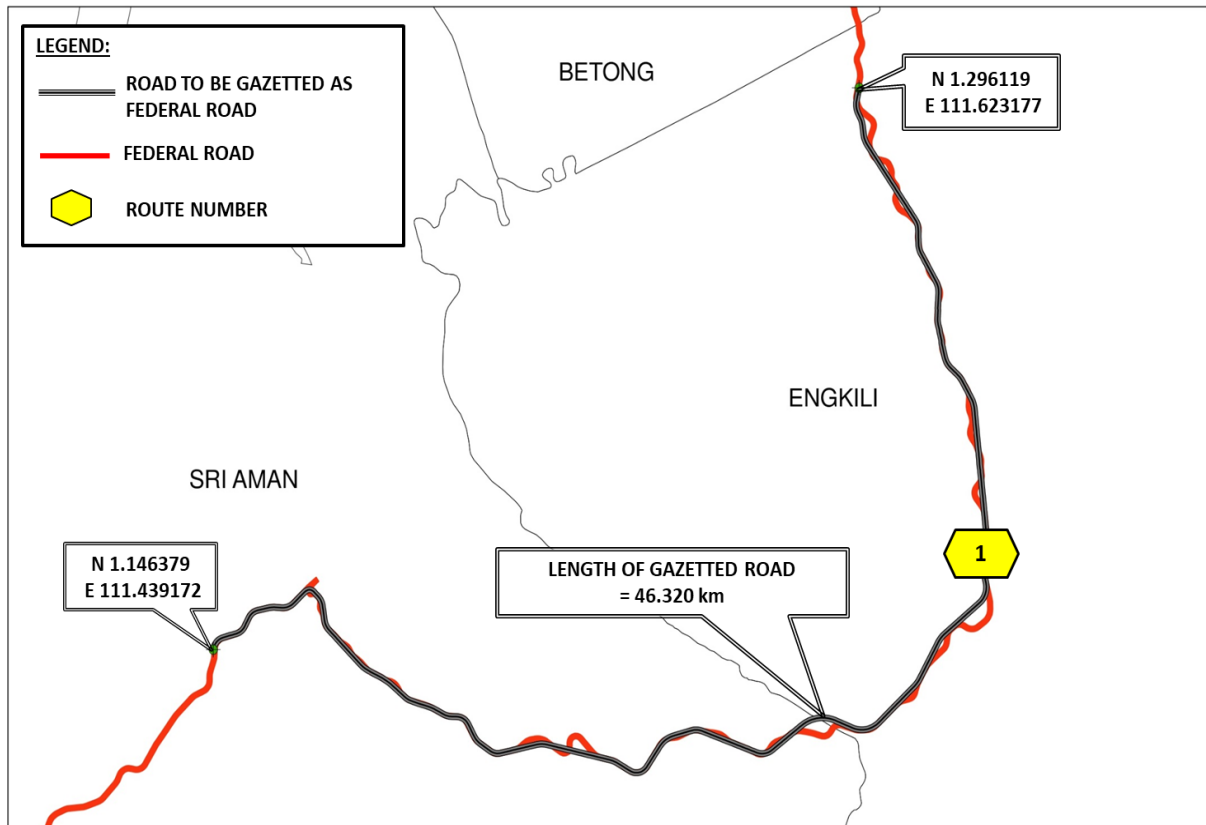 LEGEND:
ROAD TO BE GAZETTED AS
FEDERAL ROAD
FEDERAL ROAD
ROUTE NUMBER
BETONG
N 1.296119
E 111.623177
ENGKILI
SRI AMAN
N 1.146379
E 111.439172
LENGTH OF GAZETTED ROAD
= 46.320 km
1